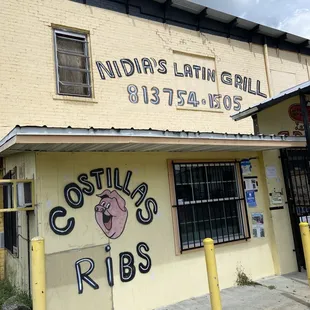 NIDIA'S LATIN GRILL
813 754-1505
COSTILLAS
RIBS